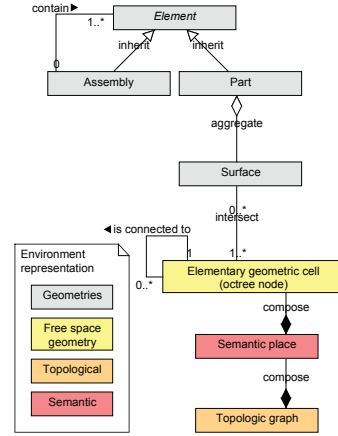 contain ▶
Element
1..*
inherit
inherit
0
Assembly
Part
aggregate
Surface
0..*
intersect
◀ is connected to
1
1..*
0..*
Elementary geometric cell
(octree node)
compose
Semantic place
compose
Topologic graph
Environment
representation
Geometries
Free space
geometry
Topological
Semantic